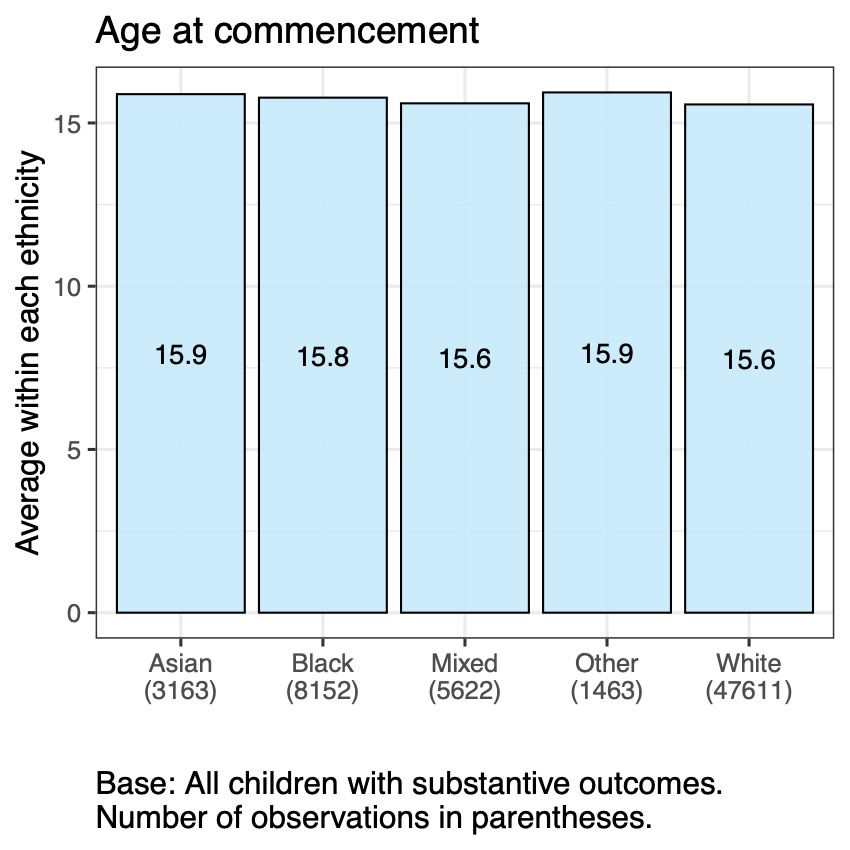 Age at commencement
Average within each ethnicity
15
10
5
0
15.9
15.8
15.6
15.9
15.6
Asian
(3163)
Black
(8152)
Mixed
(5622)
Other
(1463)
White
(47611)
Base: All children with substantive outcomes.
Number of observations in parentheses.